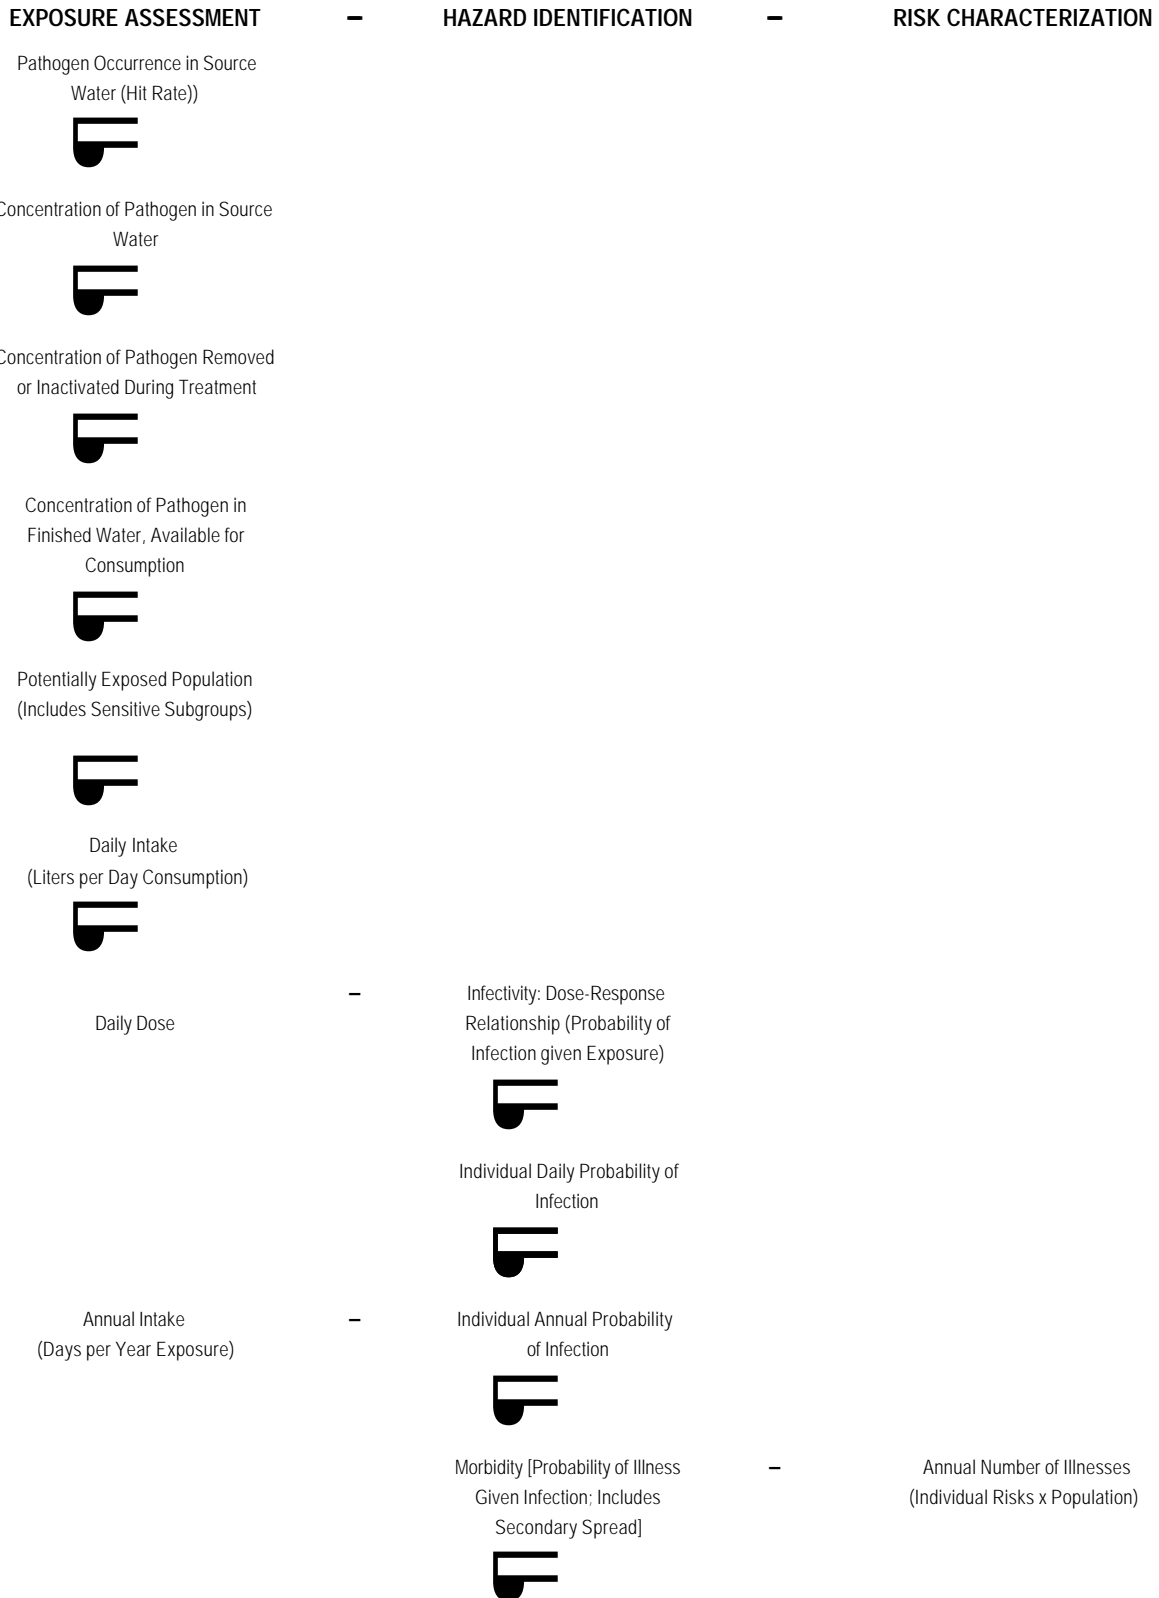 EXPOSURE ASSESSMENT – HAZARD IDENTIFICATION – RISK CHARACTERIZATION
Pathogen Occurrence in Source
Water (Hit Rate))
Concentration of Pathogen in Source
Water
Concentration of Pathogen Removed
or Inactivated During Treatment
Concentration of Pathogen in
Finished Water, Available for
Consumption
Potentially Exposed Population
(Includes Sensitive Subgroups)
Daily Intake
(Liters per Day Consumption)
Daily Dose
–
Infectivity: Dose-Response
Relationship (Probability of
Infection given Exposure)
Individual Daily Probability of
Infection
Annual Intake
(Days per Year Exposure)
–
Individual Annual Probability
of Infection
Morbidity [Probability of Illness
Given Infection; Includes
Secondary Spread]
–
Annual Number of Illnesses
(Individual Risks x Population)